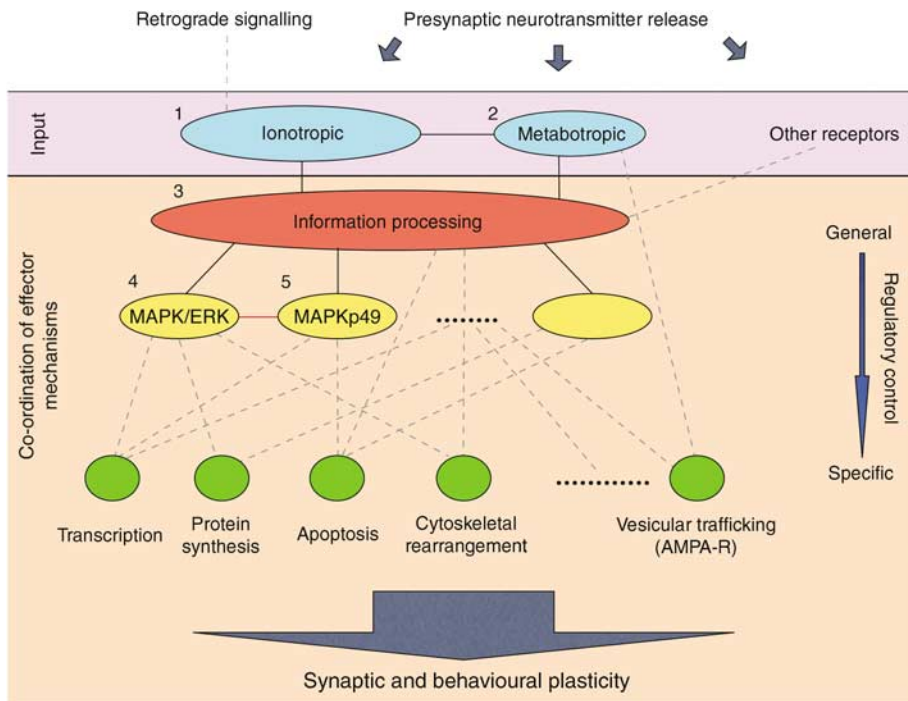 Retrograde signalling
Presynaptic neurotransmitter release
Input
1
Ionotropic
2
Metabotropic
Other receptors
Co-ordination of effector
mechanisms
3
Information processing
General
Regulatory control
Specific
4
MAPK/ERK
5
MAPKp49
Transcription
Protein
synthesis
Apoptosis
Cytoskeletal
rearrangement
Vesicular trafficking
(AMPA-R)
Synaptic and behavioural plasticity